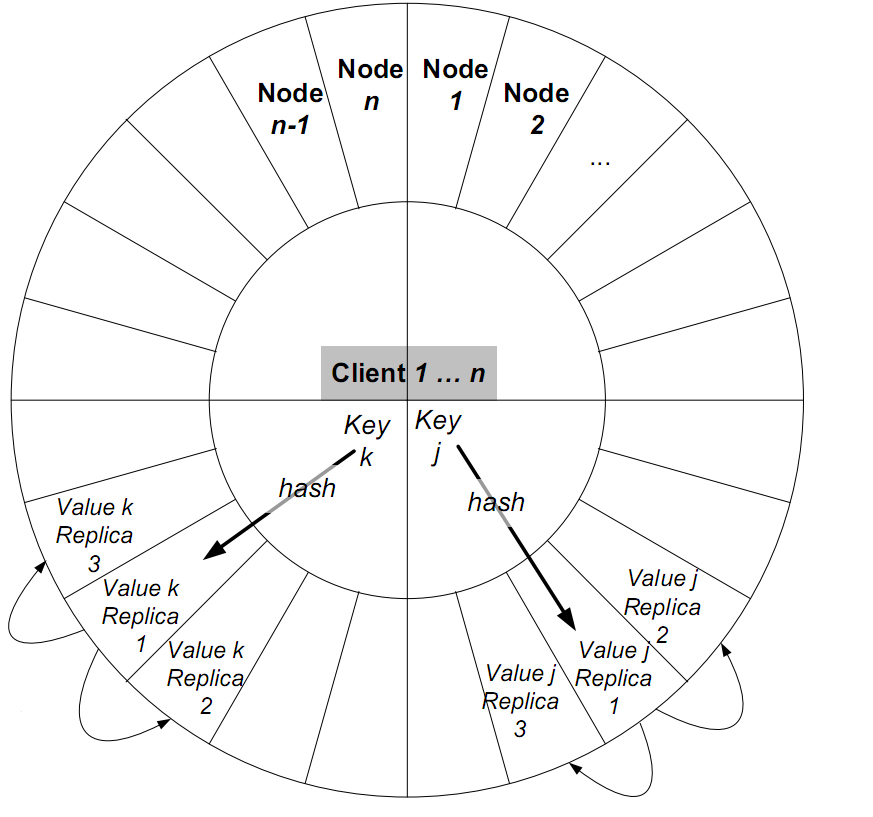 Node
n-1
Node
n
Node
1
Node
2
...
Client 1 ... n
Key
k
Key
j
hash
hash
Value k
Replica
3
Value k
Replica
1
Value k
Replica
2
Value j
Replica
3
Value j
Replica
1
Value j
Replica
2